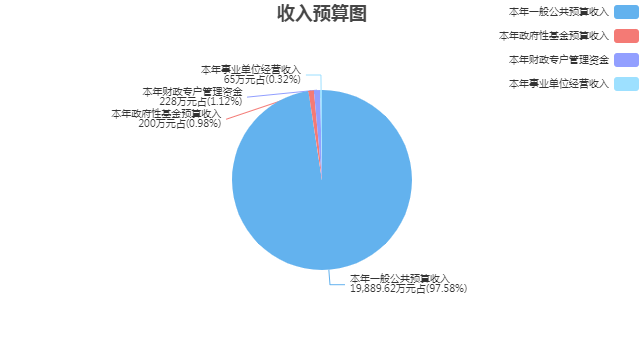 收入预算图
本年一般公共预算收入
本年政府性基金预算收入
本年财政专户管理资金
本年事业单位经营收入
本年事业单位经营收入
65万元占(0.32%)
本年财政专户管理资金
228万元占(1.12%)
本年政府性基金预算收入
200万元占(0.98%)
本年一般公共预算收入
19,889.62万元占(97.58%)